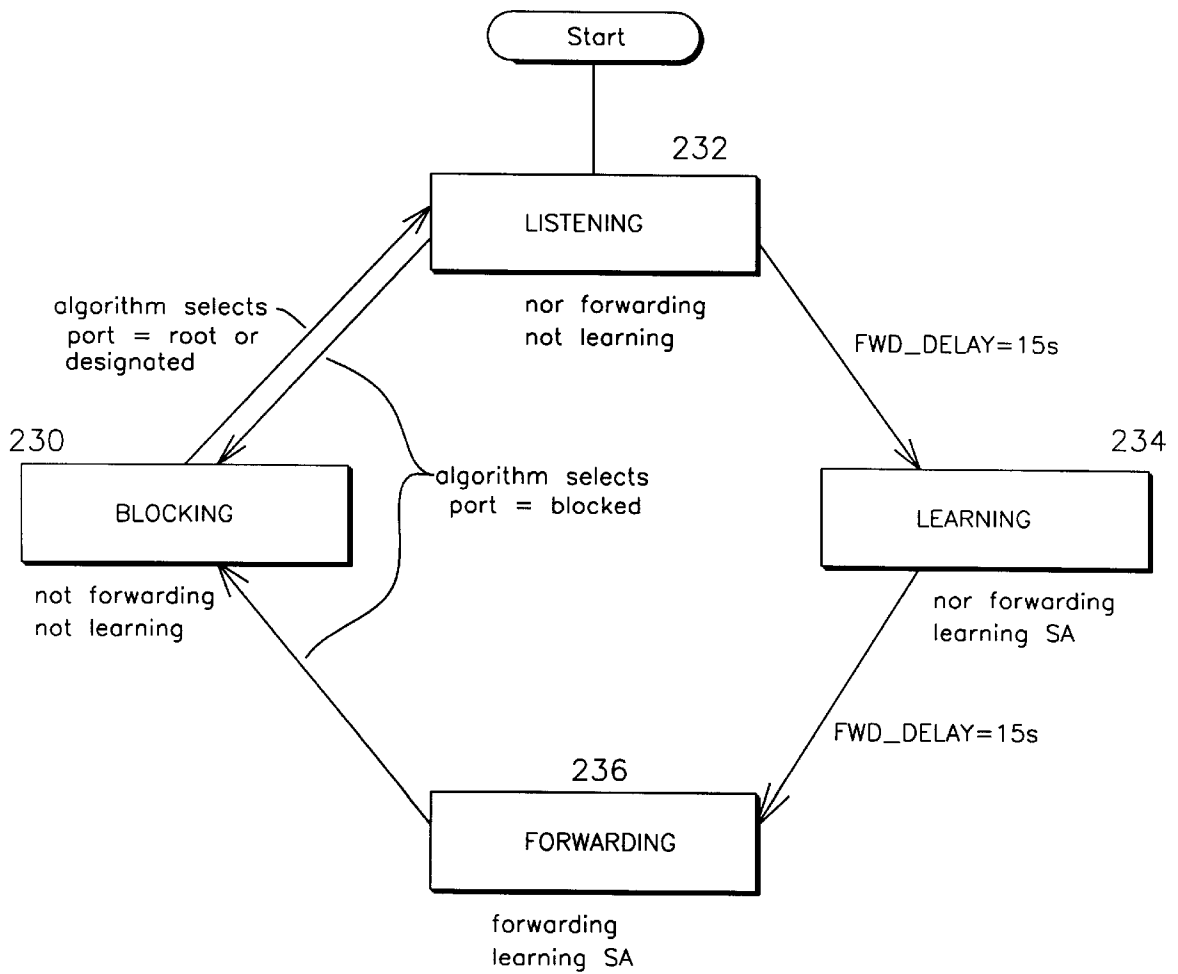 Start
232
LISTENING
nor forwarding
not learning
algorithm selects
port = root or
designated
FWD_DELAY=15s
230
BLOCKING
not forwarding
not learning
algorithm selects
port = blocked
234
LEARNING
nor forwarding
learning SA
FWD_DELAY=15s
236
FORWARDING
forwarding
learning SA